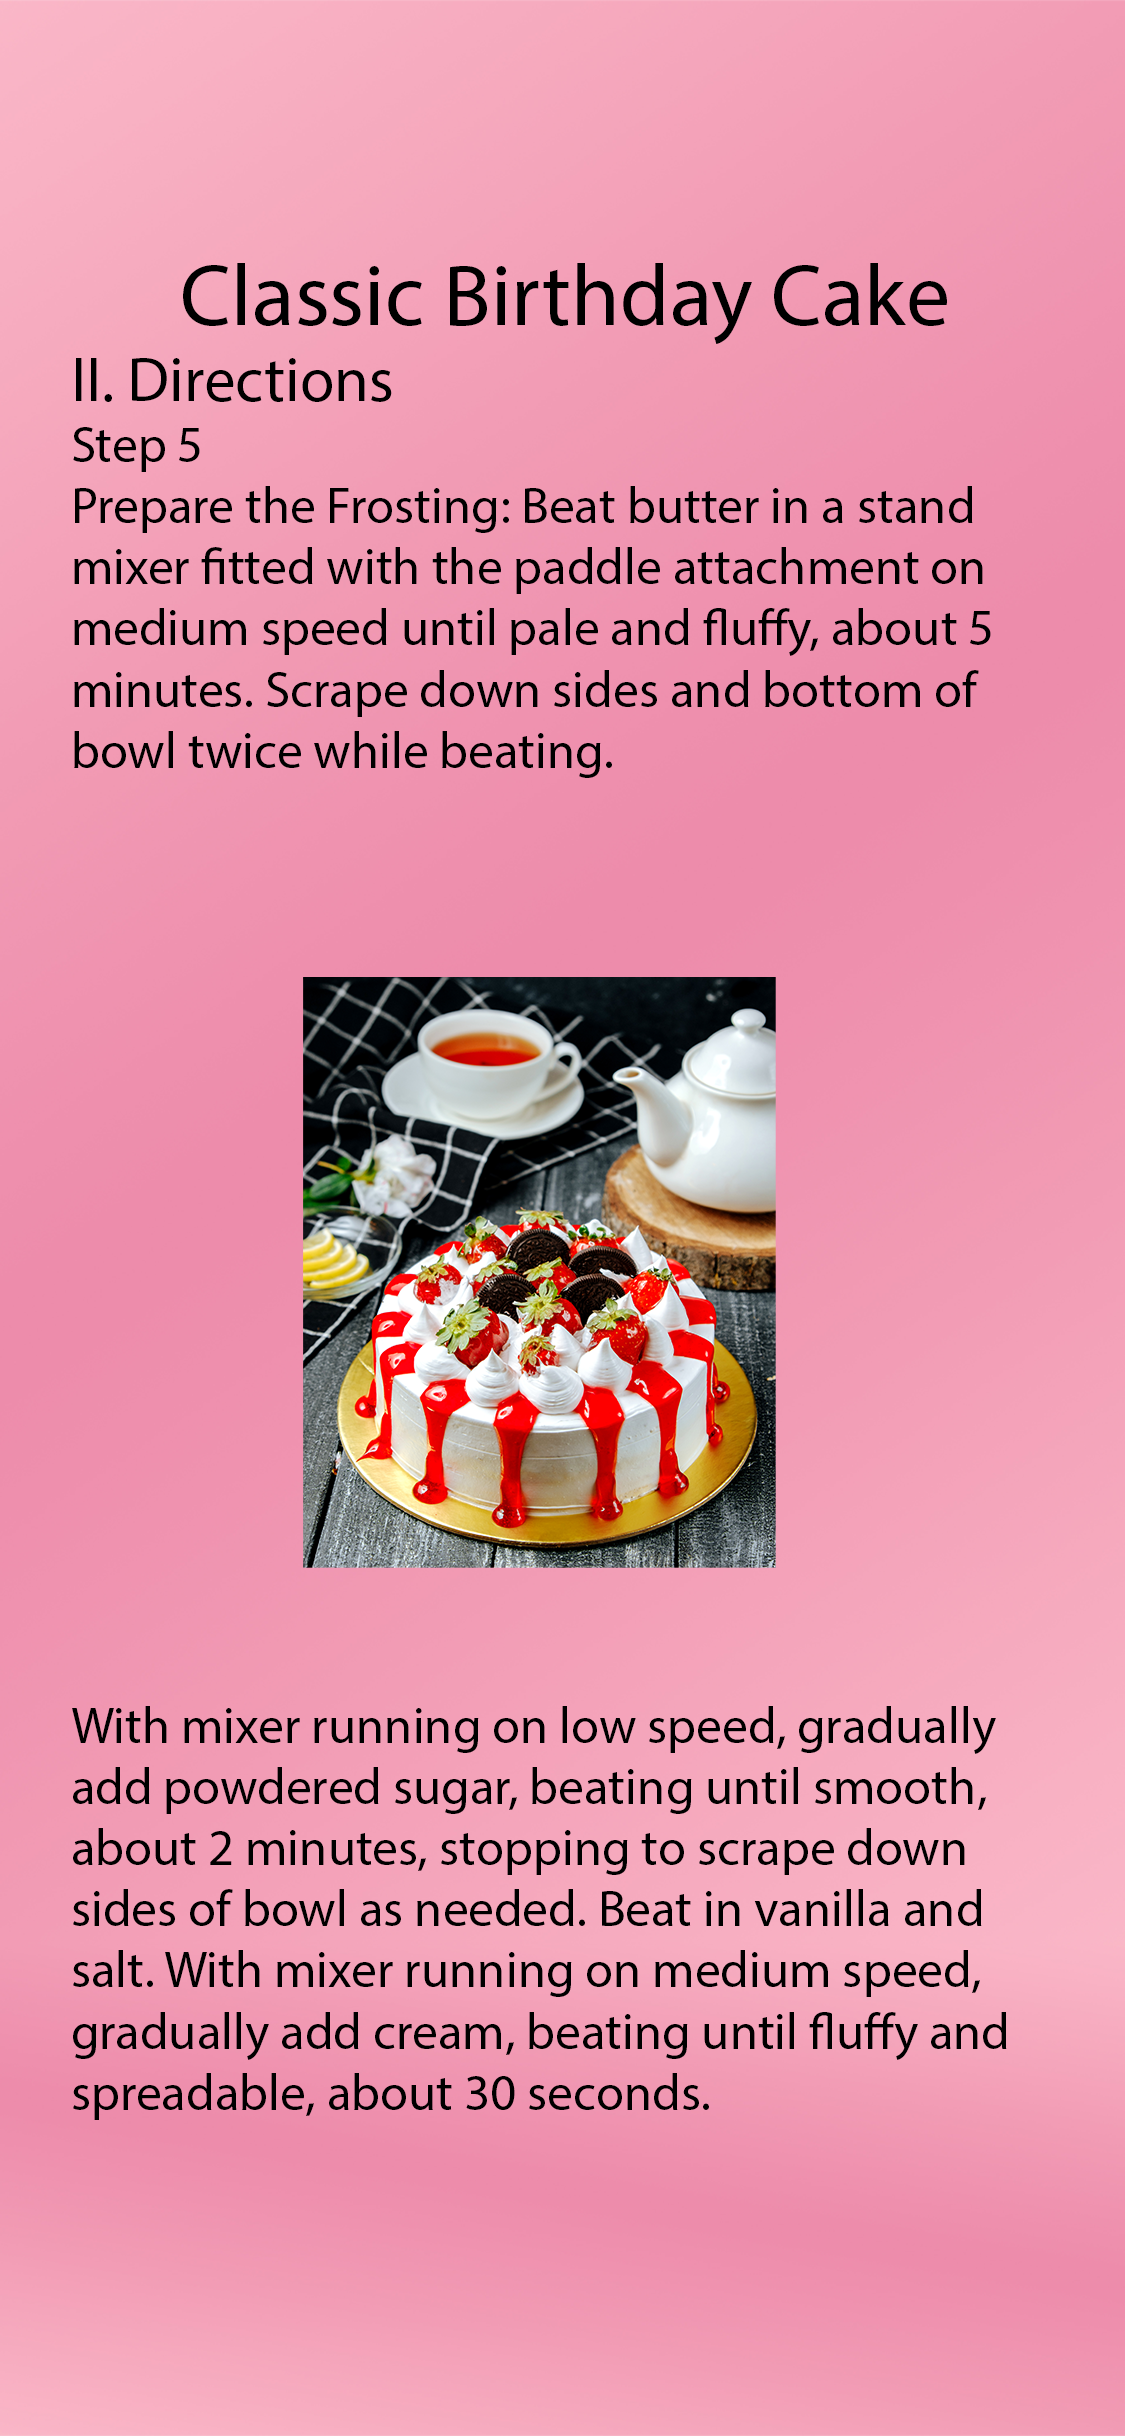 Classic Birthday Cake
II. Directions
Step 5
Prepare the Frosting: Beat butter in a stand
mixer fitted with the paddle attachment on
medium speed until pale and fluffy, about 5
minutes. Scrape down sides and bottom of
bowl twice while beating.
With mixer running on low speed, gradually
add powdered sugar, beating until smooth,
about 2 minutes, stopping to scrape down
sides of bowl as needed. Beat in vanilla and
salt. With mixer running on medium speed,
gradually add cream, beating until fluffy and
spreadable, about 30 seconds.